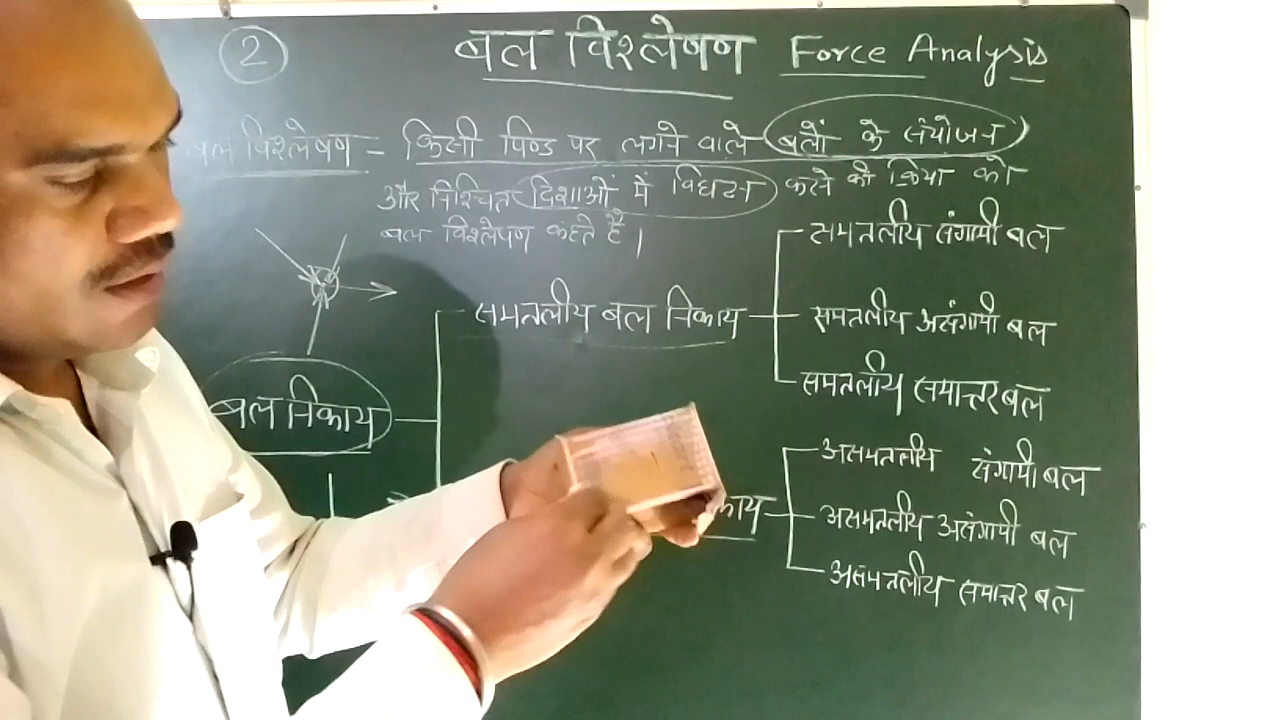 2
बल विश्लेषण Force Analysis
बल विश्लेषण - किसी पिण्ड पर लगने वाले बलों के संयोजन
और निश्चित दिशाओं में विघटन करने की क्रिया को
बल विश्लेषण कहते है।
समतलीय संगामी बल
समतलीय बल निकाय
समतलीय असंगामी बल
समतलीय समान्तर बल
बल निकाय
असमतलीय संगामी बल
काय
असमतलीय असंगामी बल
असमतलीय समान्तर बल